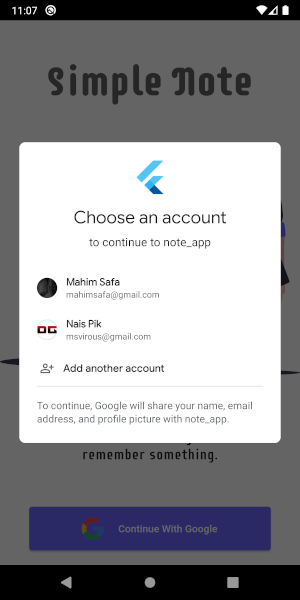 11:07
Simple Note
Choose an account
to continue to note_app
Mahim Safa
mahimsafa@gmail.com
DG
Nais Pik
msvirous@gmail.com
Add another account
To continue, Google will share your name, email
address, and profile picture with note_app.
remember something.
Continue With Google